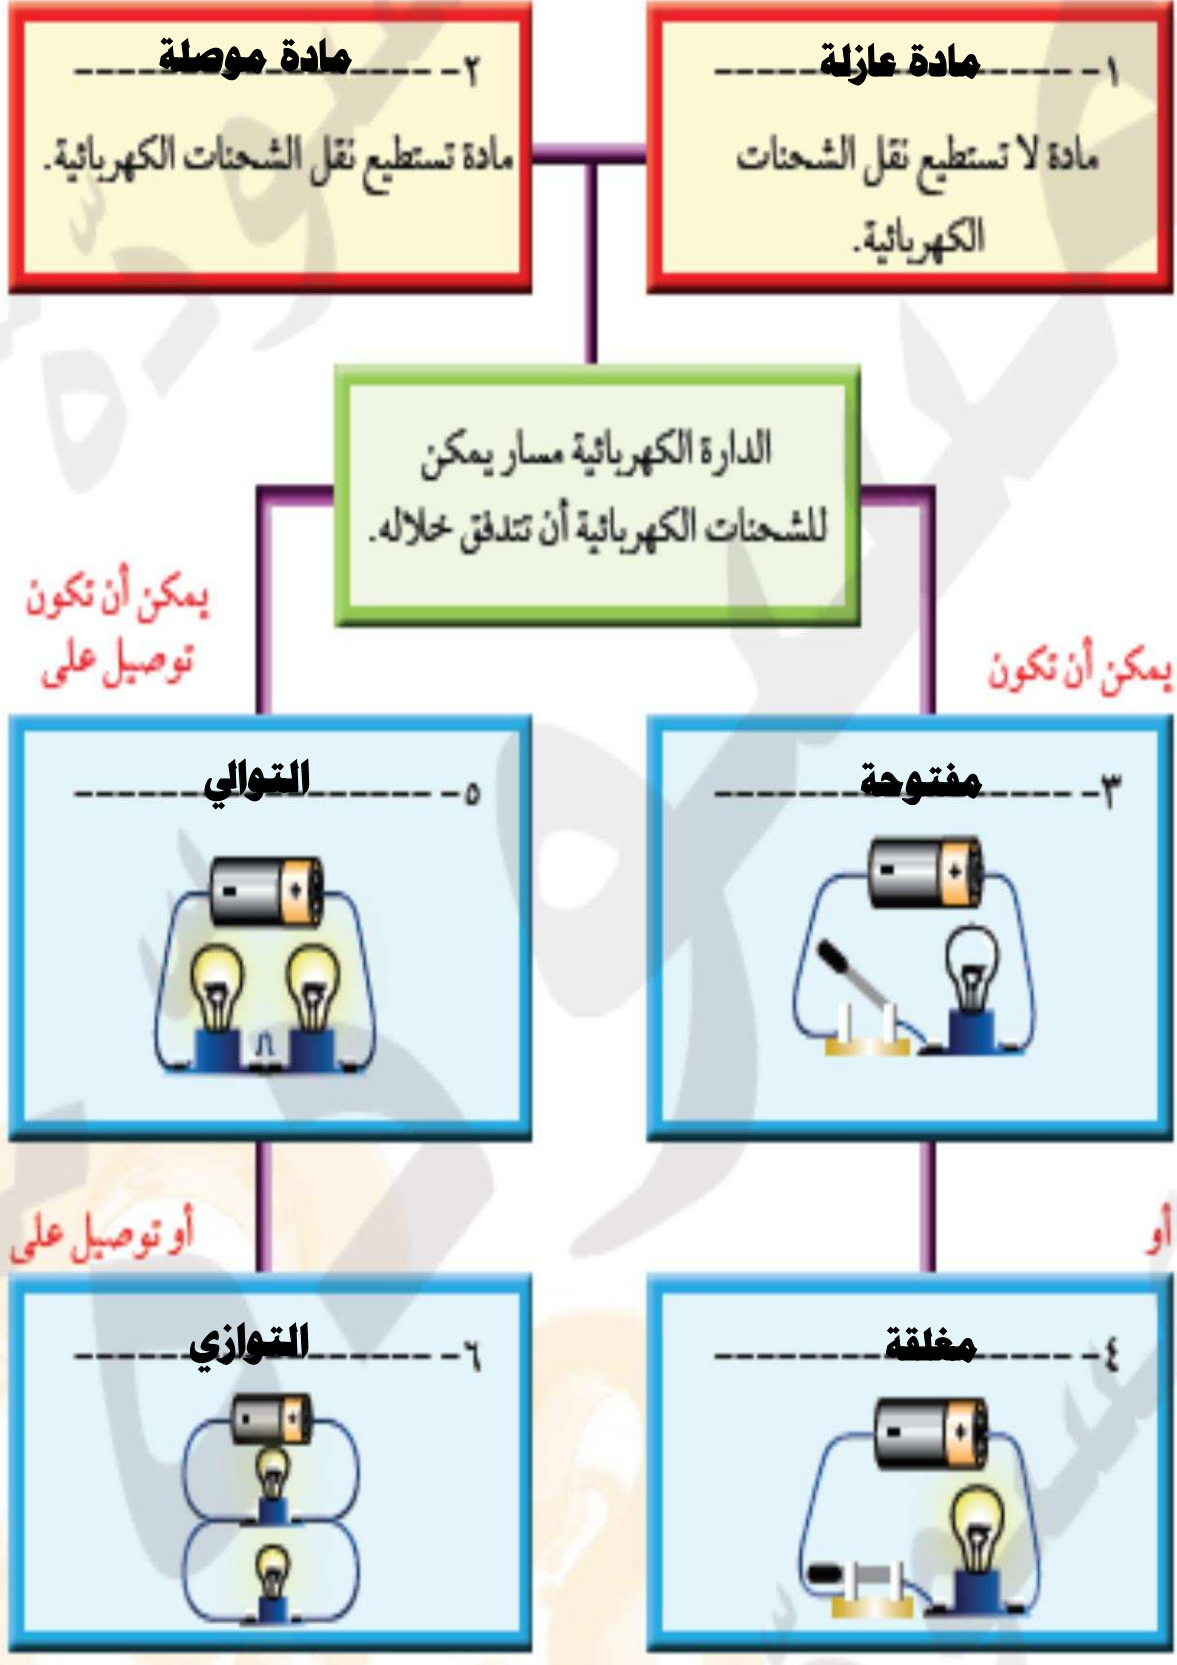 ١- مادة عازلة
مادة لا تستطيع نقل الشحنات
الكهربائية.
٢- مادة موصلة
مادة تستطيع نقل الشحنات الكهربائية.
الدارة الكهربائية مسار يمكن
للشحنات الكهربائية أن تتدفق خلاله.
يمكن أن تكون
٣- مفتوحة
- +
أو
٤- مغلقة
- +
يمكن أن تكون
توصيل على
٥- التوالي
- +
أو توصيل على
٦- التوازي
- +